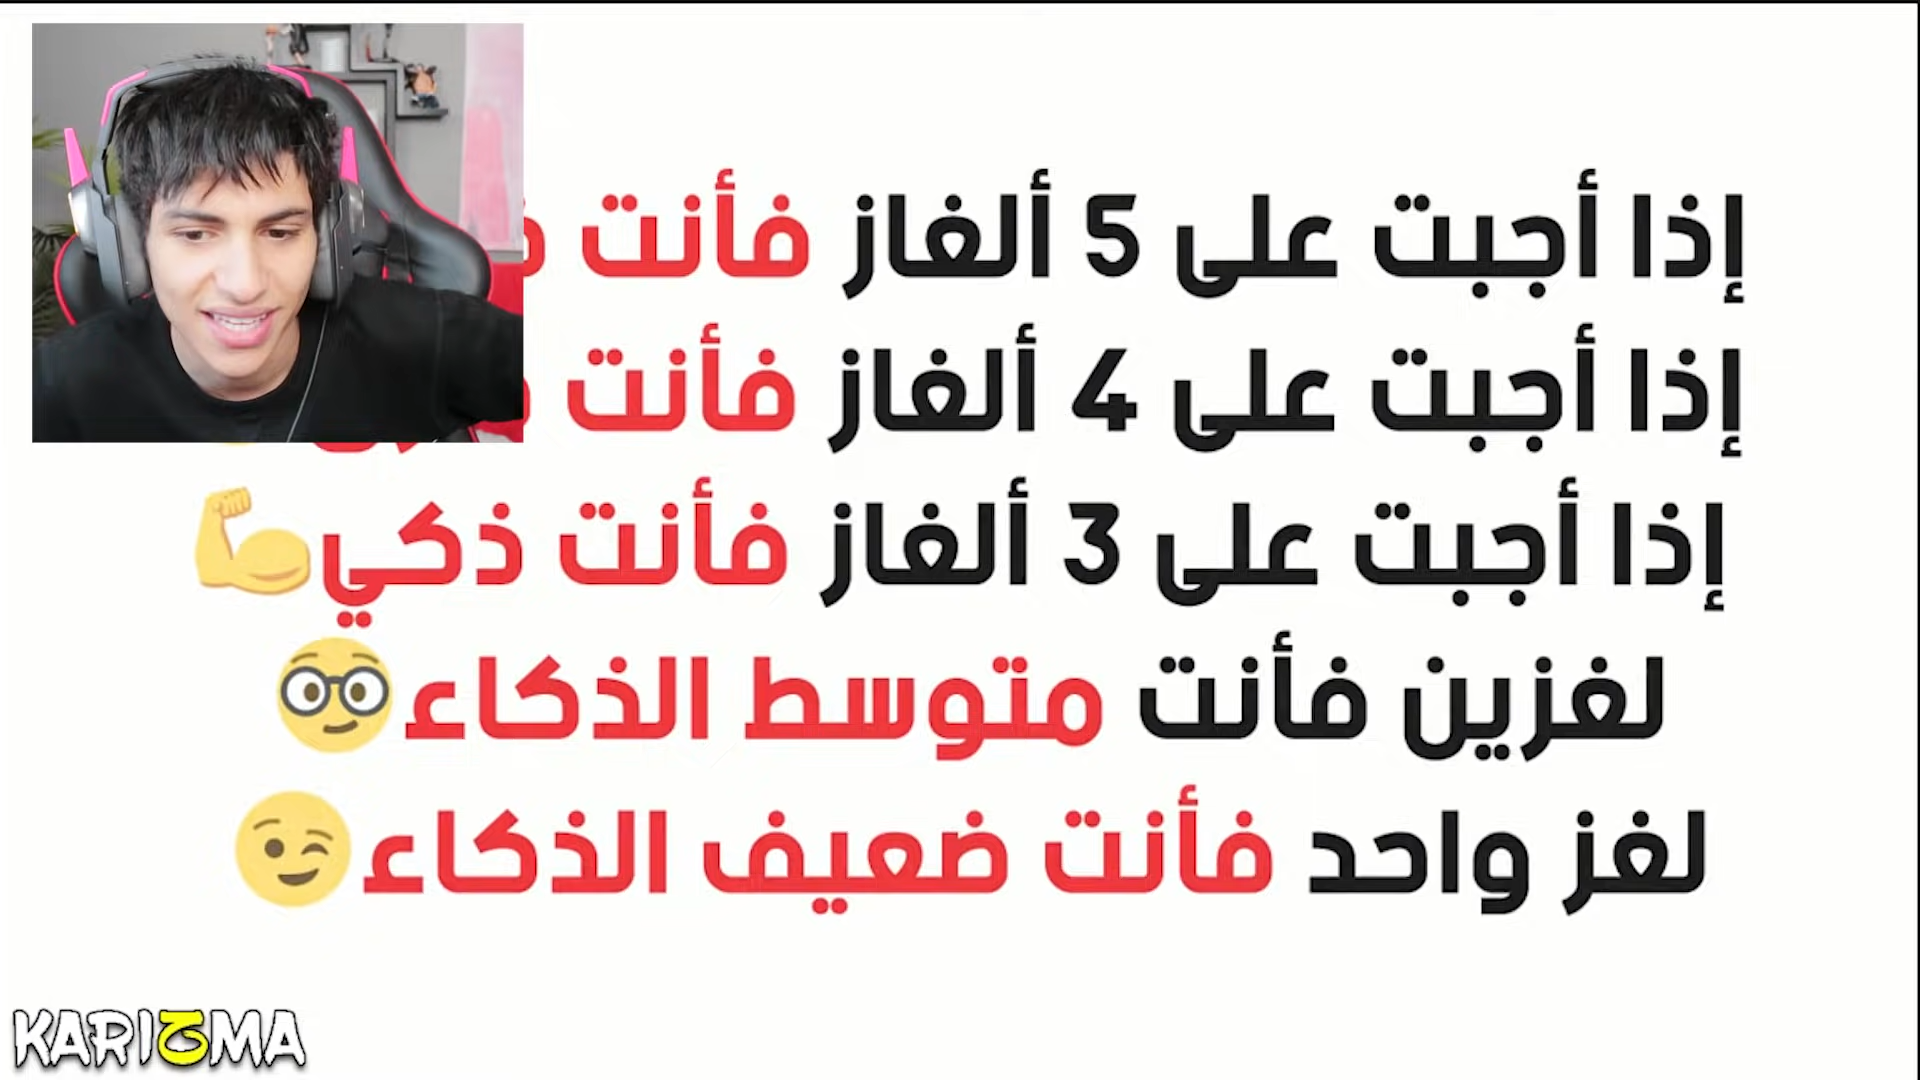 إذا أجبت على 5 ألغاز فأنت
إذا أجبت على 4 ألغاز فأنت
إذا أجبت على 3 ألغاز فأنت ذكي
لغزين فأنت متوسط الذكاء
لغز واحد فأنت ضعيف الذكاء
KARIZMA